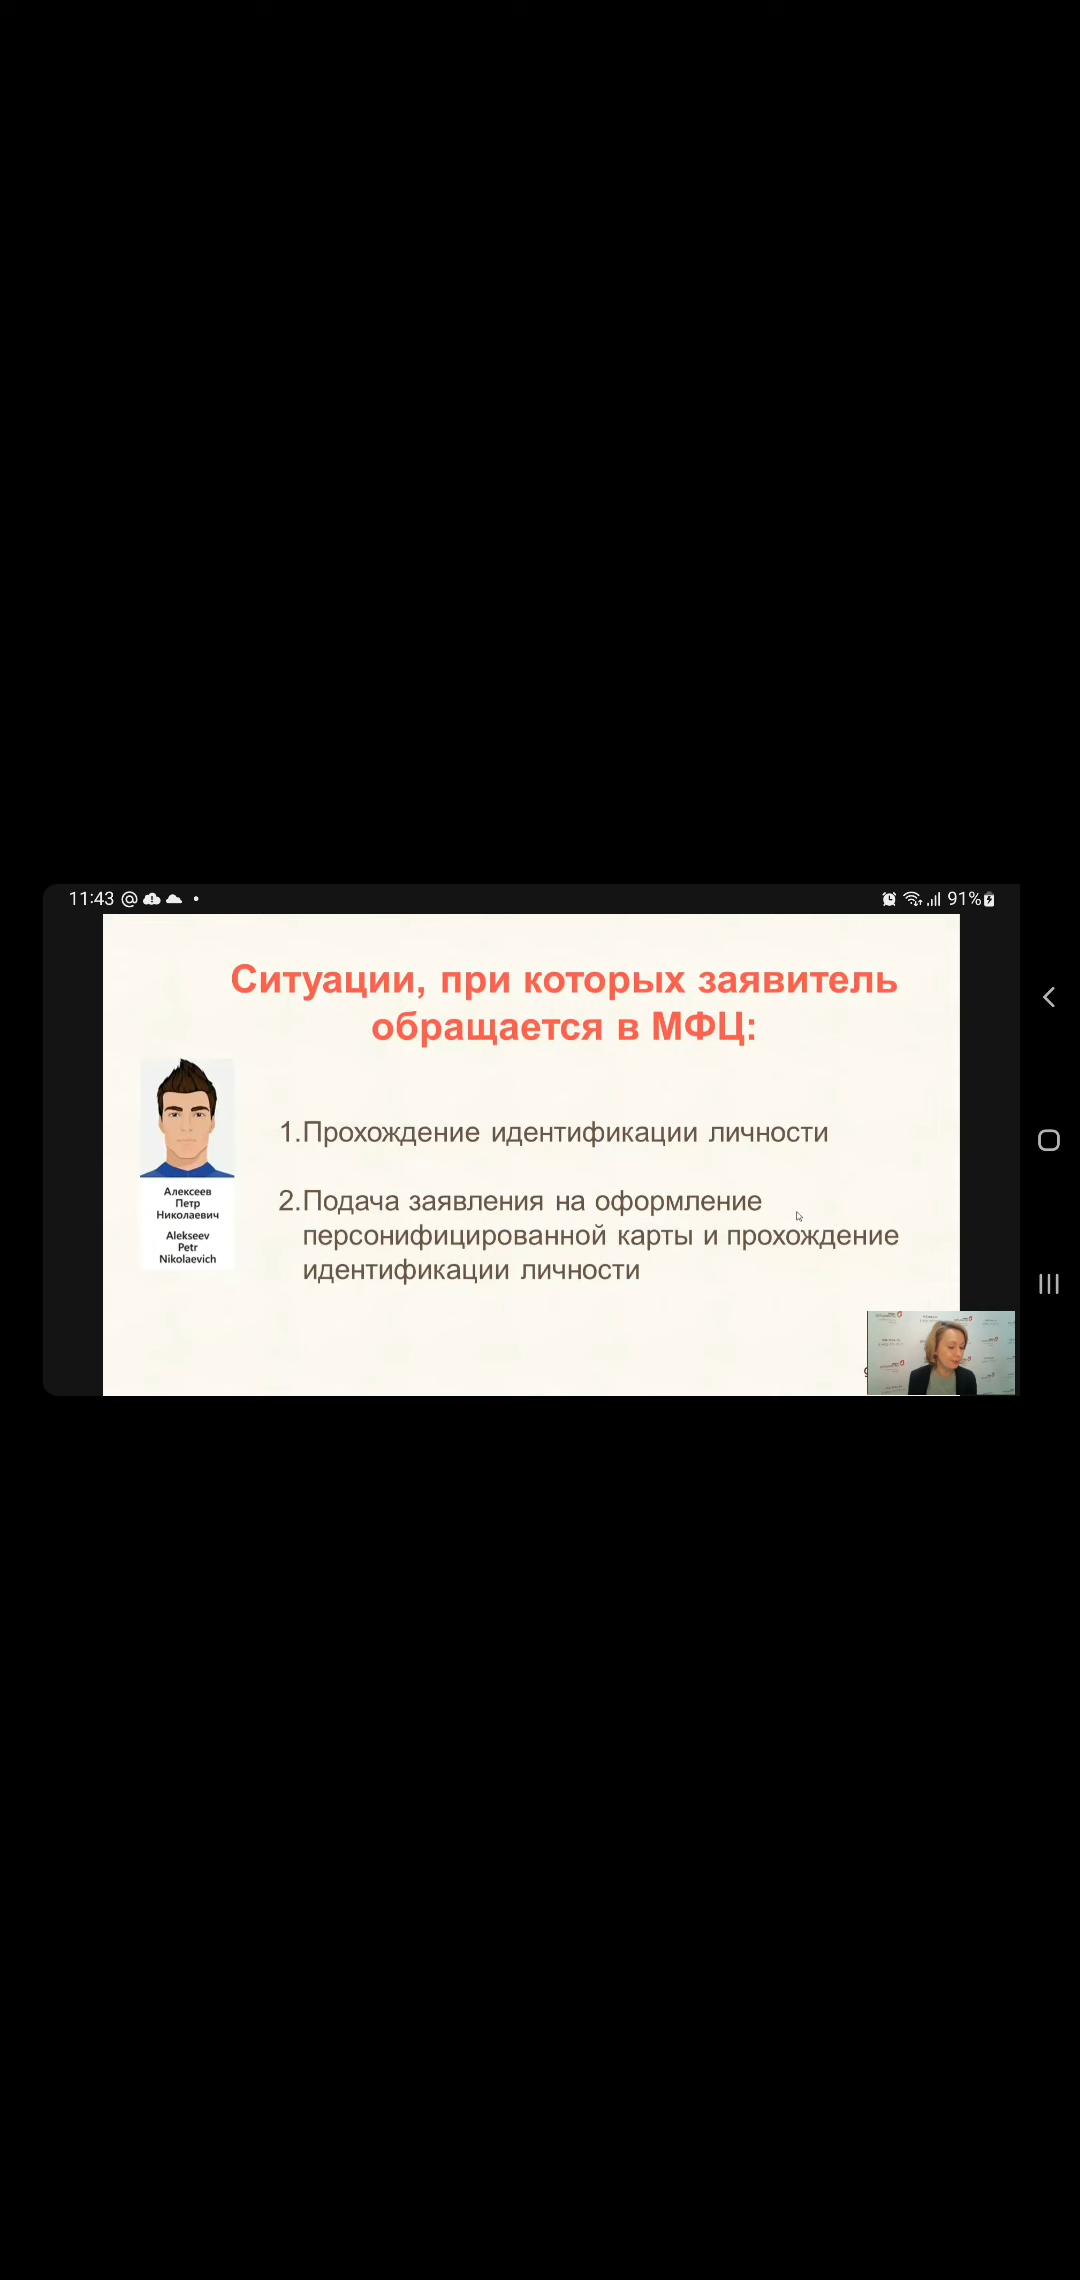 11:43
91%
Ситуации, при которых заявитель
обращается в МФЦ:
1.Прохождение идентификации личности
2.Подача заявления на оформление
персонифицированной карты и прохождение
идентификации личности
Алексеев
Петр
Николаевич
Alekseev
Petr
Nikolaevich